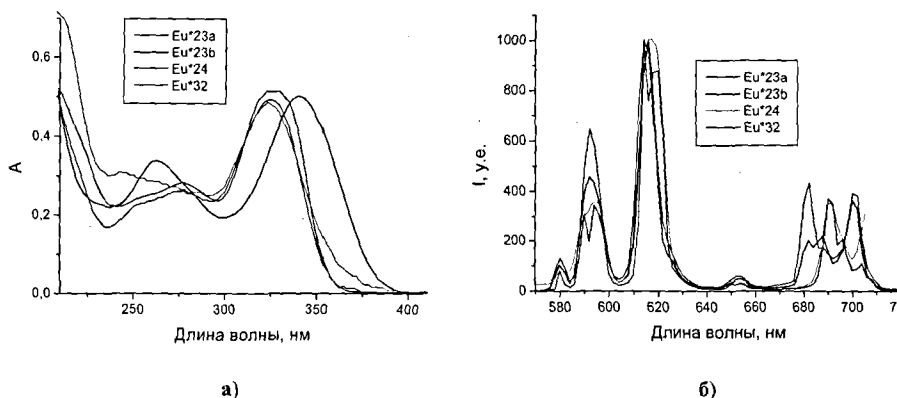 Eu*23a
Eu*23b
Eu*24
Eu*32
0,6
0,4
0,2
0,0
A
250
300
350
400
Длина волны, нм
а)
Eu*23a
Eu*23b
Eu*24
Eu*32
1000
800
600
400
200
0
I, у.е.
580
600
620
640
660
680
700
7
Длина волны, нм
б)